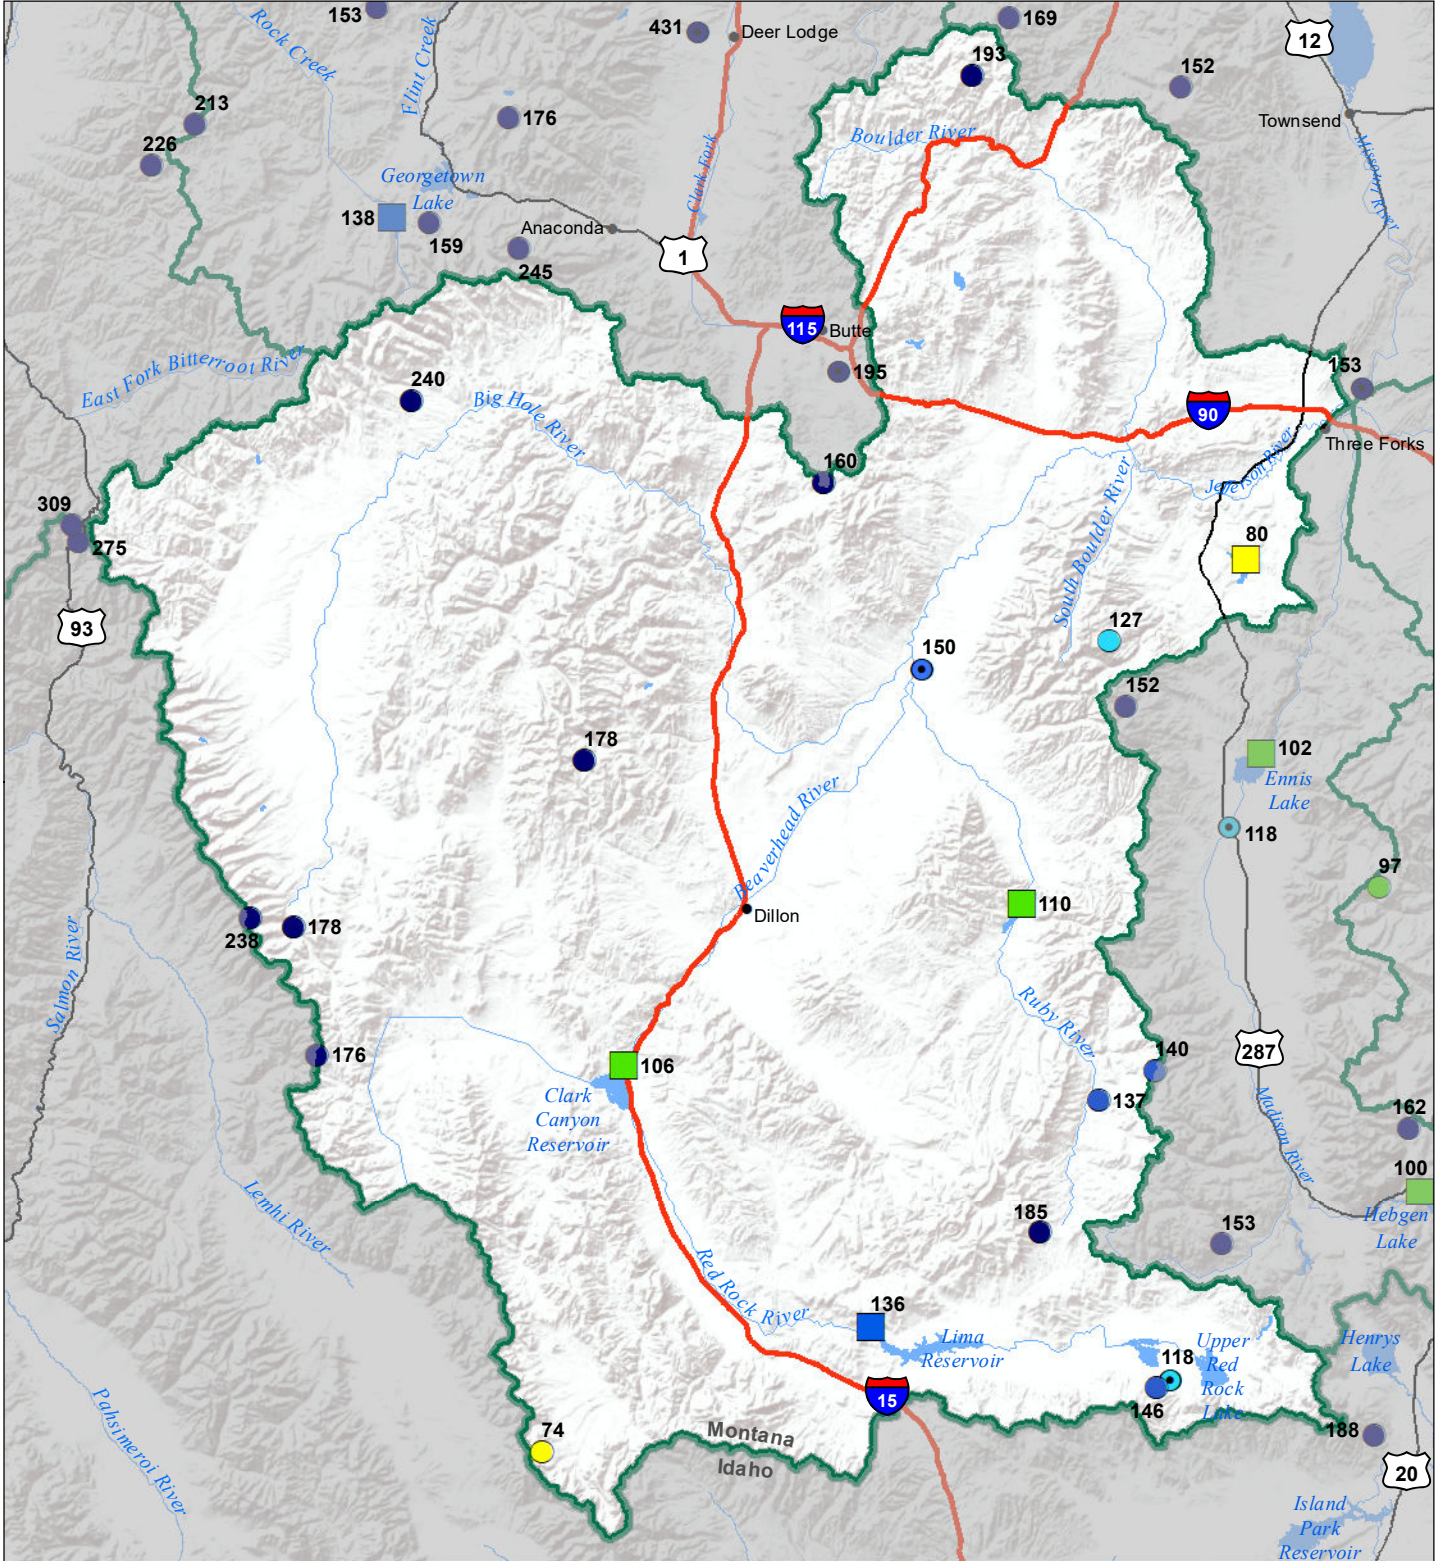 153
Rock Creek
Flint Creek
431
Deer Lodge
169
12
193
152
213
176
Townsend
226
Boulder River
Clark Fork
Missouri River
Georgetown
Lake
138
159
Anaconda
245
1
115
Butte
East Fork Bitterroot River
195
153
240
Big Hole River
90
Three Forks
160
Jefferson River
309
275
South Boulder River
80
93
127
150
152
178
102
Ennis
Lake
Beaverhead River
118
97
Dillon
110
238
178
Salmon River
Ruby River
176
106
140
287
Clark
Canyon
Reservoir
137
Madison River
162
100
Lemhi River
185
153
Hebgen
Lake
Red Rock River
136
Lima
Reservoir
Upper
Red
Rock
Lake
118
146
Henrys
Lake
15
Pahsimeroi River
74
Montana
Idaho
188
20
Island
Park
Reservoir